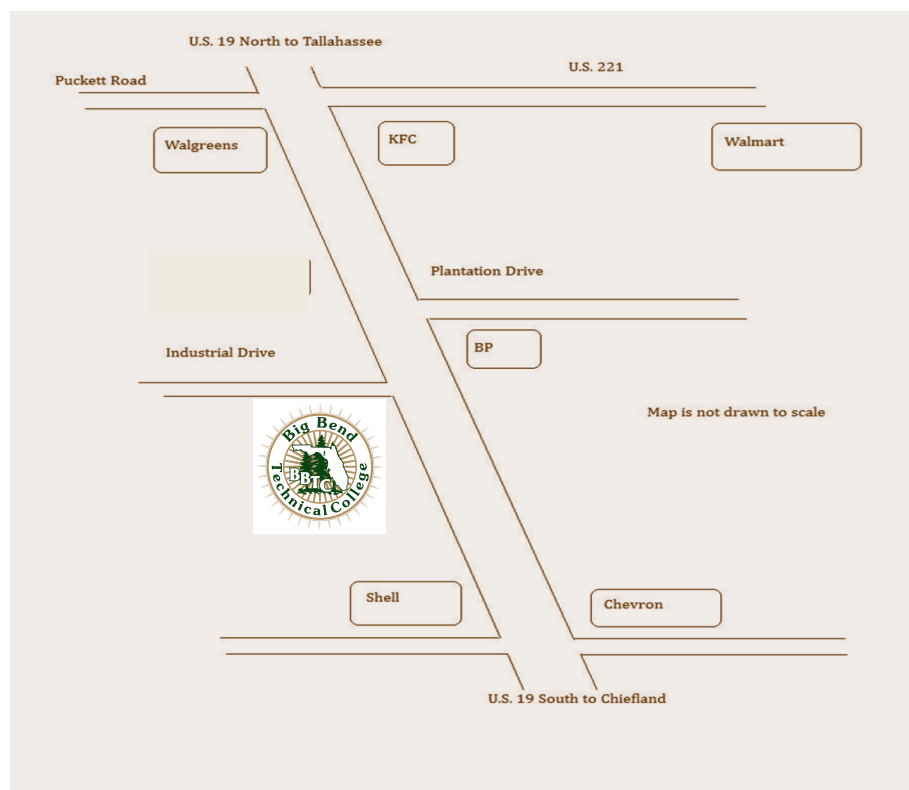 U.S. 19 North to Tallahassee
U.S. 221
Puckett Road
Walgreens
KFC
Walmart
Plantation Drive
Industrial Drive
BP
Map is not drawn to scale
Big Bend
BBTC
Technical College
Shell
Chevron
U.S. 19 South to Chiefland